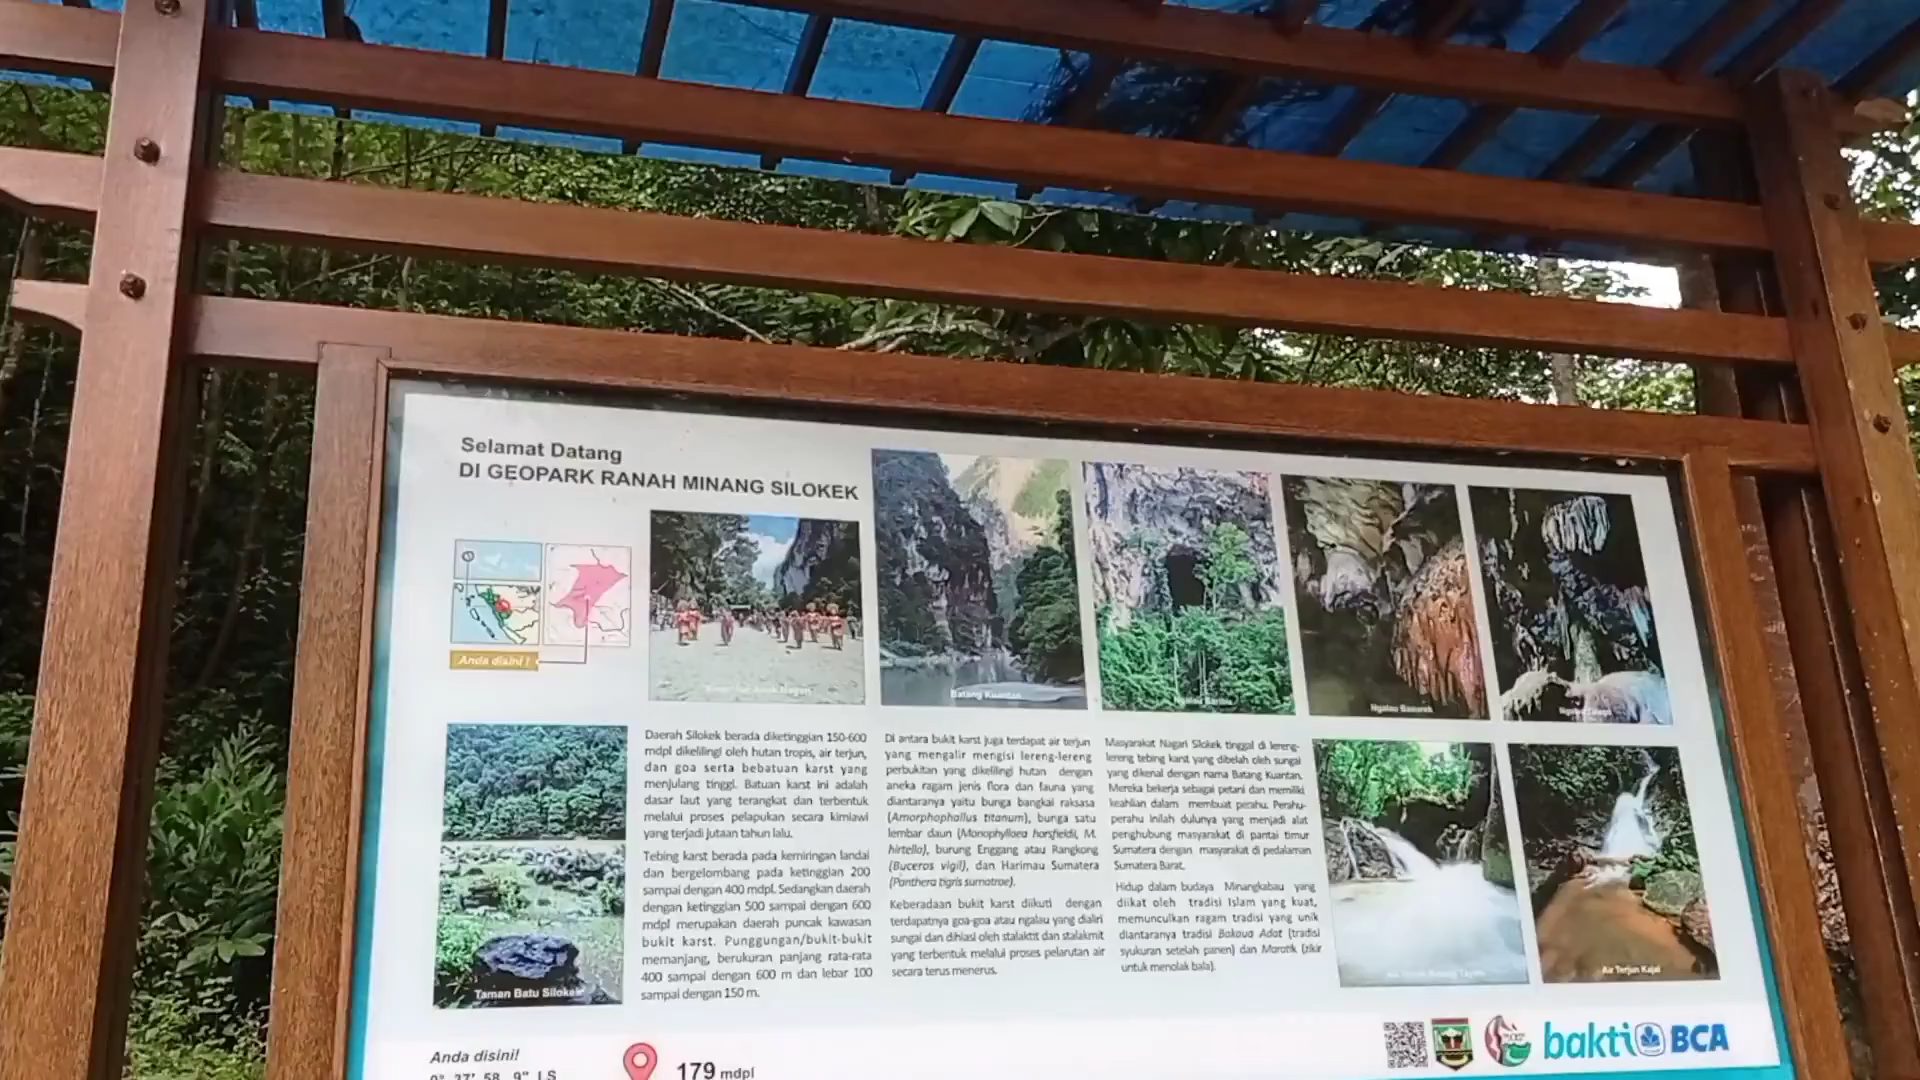 Selamat Datang
DI GEOPARK RANAH MINANG SILOKEK
Anda disini !
Batang Kuantan
Ngalau Basurek
Daerah Silokek berada diketinggian 150-600
mdpl dikelilingi oleh hutan tropis, air terjun,
dan goa serta bebatuan karst yang
menjulang tinggi. Batuan karst ini adalah
dasar laut yang terangkat dan terbentuk
melalui proses pelapukan secara kimiawi
yang terjadi jutaan tahun lalu.
Tebing karst berada pada kemiringan landai
dan bergelombang pada ketinggian 200
sampai dengan 400 mdpl. Sedangkan daerah
dengan ketinggian 500 sampai dengan 600
mdpl merupakan daerah puncak kawasan
bukit karst. Punggungan/bukit-bukit
memanjang, berukuran panjang rata-rata
400 sampai dengan 600 m dan lebar 100
sampai dengan 150 m.
Di antara bukit karst juga terdapat air terjun
yang mengalir mengisi lereng-lereng
perbukitan yang dikelilingi hutan dengan
aneka ragam jenis flora dan fauna yang
diantaranya yaitu bunga bangkai raksasa
(Amorphophallus titanum), bunga satu
lembar daun (Monophyllaea horsfieldii, M.
hirtella), burung Enggang atau Rangkong
(Buceros vigil), dan Harimau Sumatera
(Panthera tigris sumatrae).
Keberadaan bukit karst diikuti dengan
terdapatnya goa-goa atau ngalau yang dialiri
sungai dan dihiasi oleh stalaktit dan stalakmit
yang terbentuk melalui proses pelarutan air
secara terus menerus.
Masyarakat Nagari Silokek tinggal di lereng-
lereng tebing karst yang dibelah oleh sungai
yang dikenal dengan nama Batang Kuantan.
Mereka bekerja sebagai petani dan memiliki
keahlian dalam membuat perahu. Perahu-
perahu inilah dulunya yang menjadi alat
penghubung masyarakat di pantai timur
Sumatera dengan masyarakat di pedalaman
Sumatera Barat.
Hidup dalam budaya Minangkabau yang
diikat oleh tradisi Islam yang kuat,
memunculkan ragam tradisi yang unik
diantaranya tradisi Bakaua Adat (tradisi
syukuran setelah panen) dan Maratik (zikir
untuk menolak bala).
Taman Batu Silokek
Air Terjun Kajai
Anda disini!
0° 37' 58, 9" LS
179 mdpl
bakti BCA